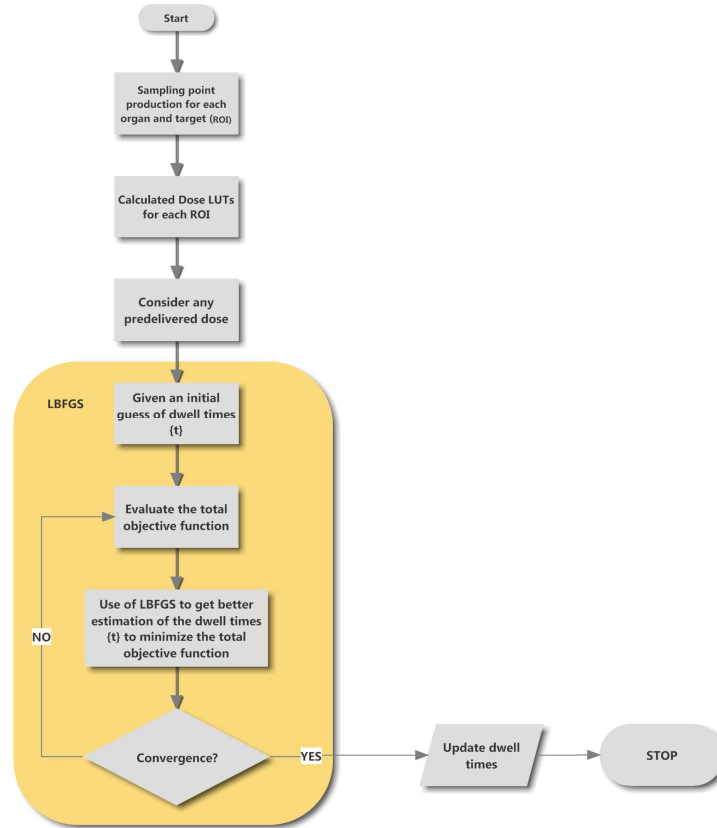 Start
Sampling point
production for each
organ and target (ROI)
Calculated Dose LUTs
for each ROI
Consider any
predelivered dose
LBFGS
Given an initial
guess of dwell times
{t}
Evaluate the total
objective function
Use of LBFGS to get better
estimation of the dwell times
{t} to minimize the total
objective function
NO
Convergence?
YES
Update dwell
times
STOP